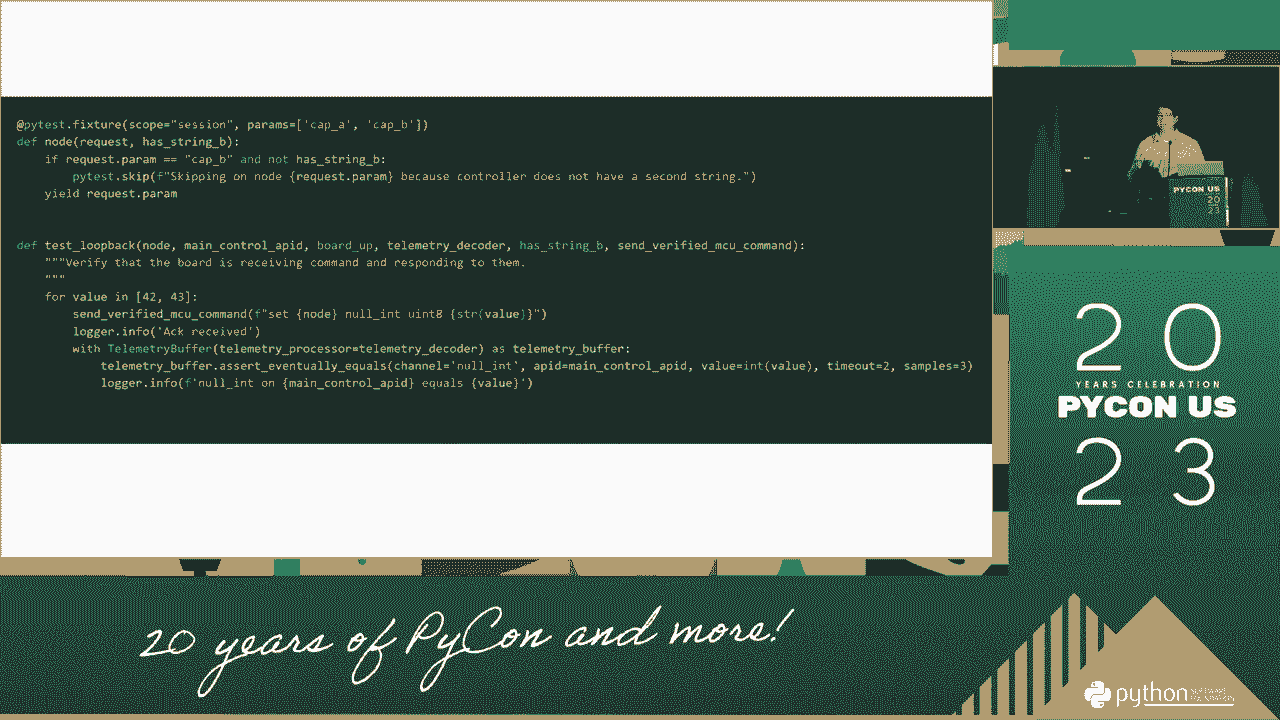 @pytest.fixture(scope="session", params=['cap_a', 'cap_b'])
def node(request, has_string_b):
    if request.param == "cap_b" and not has_string_b:
        pytest.skip(f"Skipping on node {request.param} because controller does not have a second string.")
    yield request.param
def test_loopback(node, main_control_apid, board_up, telemetry_decoder, has_string_b, send_verified_mcu_command):
    """Verify that the board is receiving command and responding to them.
    """
    for value in [42, 43]:
        send_verified_mcu_command(f"set {node} null_int uint8 {str(value)}")
        logger.info('Ack received')
        with TelemetryBuffer(telemetry_processor=telemetry_decoder) as telemetry_buffer:
            telemetry_buffer.assert_eventually_equals(channel='null_int', apid=main_control_apid, value=int(value), timeout=2, samples=3)
            logger.info(f'null_int on {main_control_apid} equals {value}')
PYCON US
20
23
20
YEARS CELEBRATION
PYCON US
23
20 years of PyCon and more!
python SOFTWARE
FOUNDATION